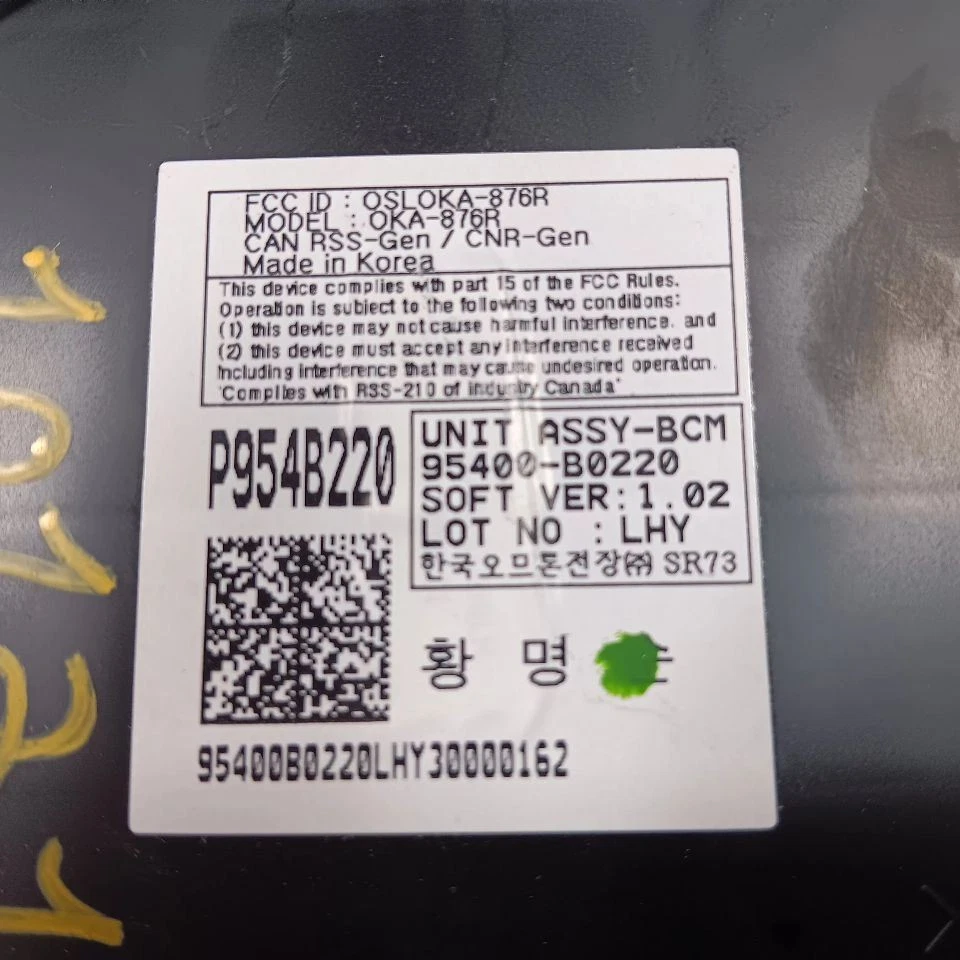 FCC ID : OSLOKA-876R
MODEL : OKA-876R
CAN RSS-Gen / CNR-Gen
Made in Korea
This device complies with part 15 of the FCC Rules.
Operation is subject to the following two conditions:
(1) this device may not cause harmful interference. and
(2) this device must accept any interference received
Including interference that may cause undesired operation.
"Complies with RSS-210 of Industry Canada"
P954B220
UNIT ASSY-BCM
95400-B0220
SOFT VER:1.02
LOT NO : LHY
한국오므론전장㈜ SR73
황 명
95400B0220LHY30000162